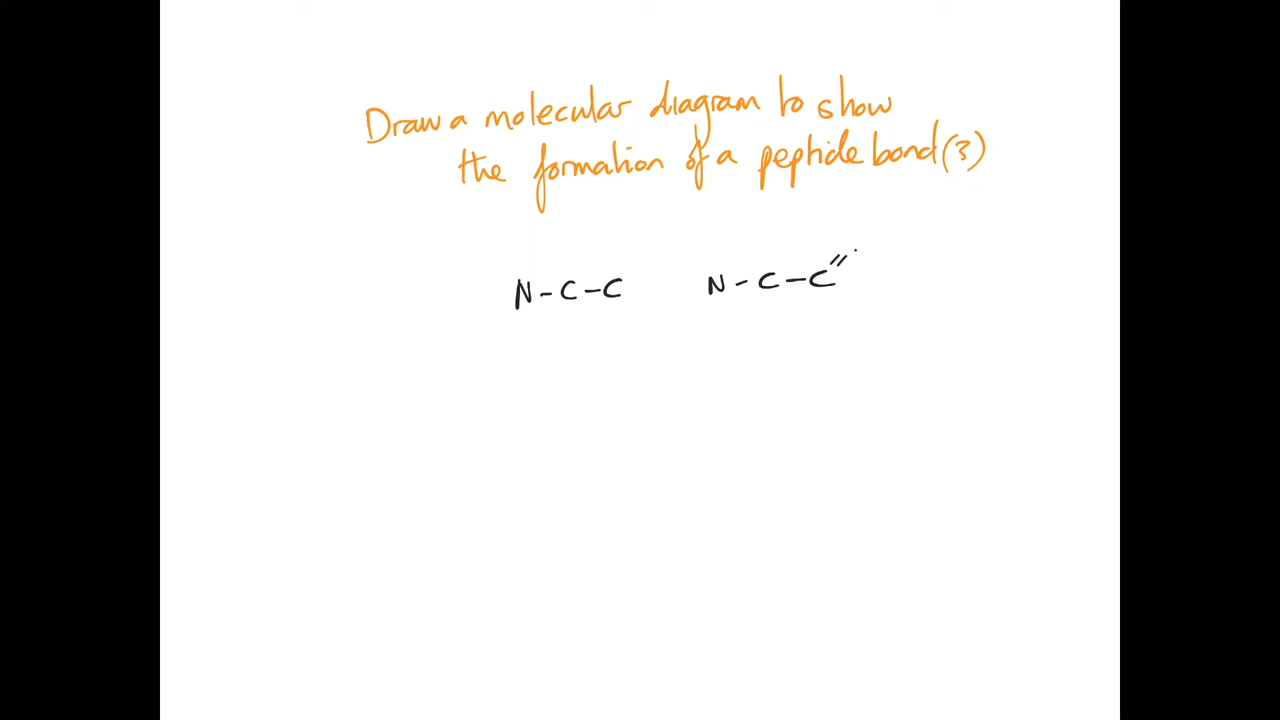 Draw a molecular diagram to show
the formation of a peptide bond (3)
N-C-C N-C-C//